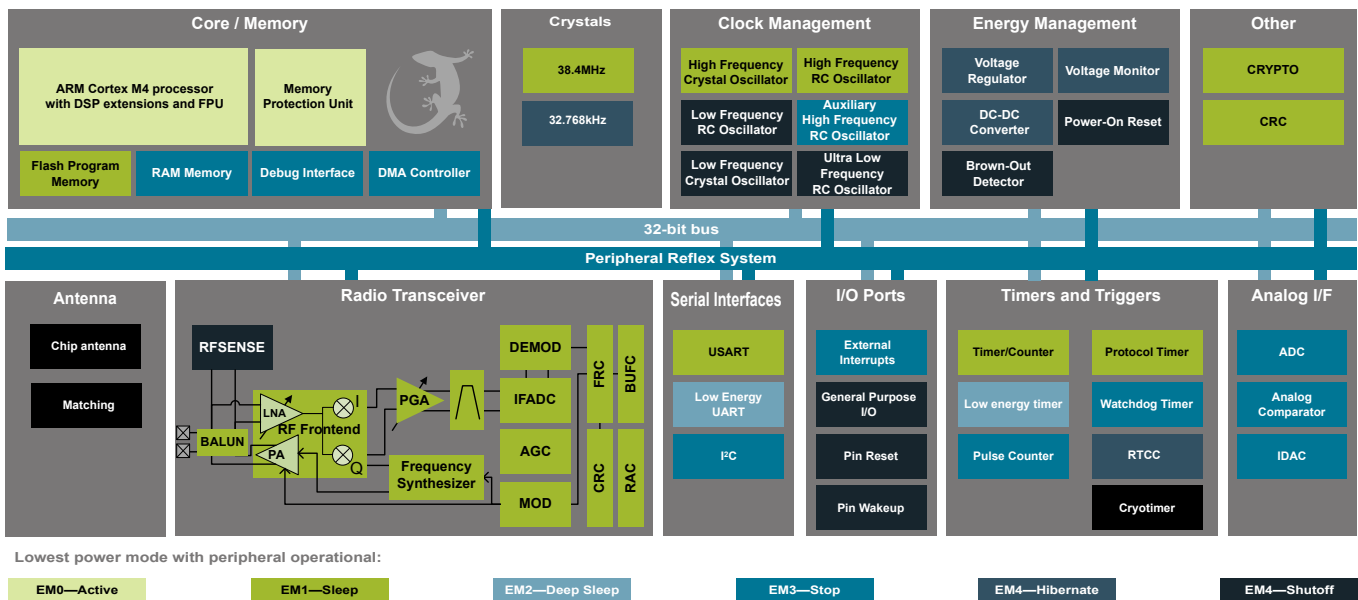 Core / Memory
ARM Cortex M4 processor
with DSP extensions and FPU
Memory
Protection Unit
Flash Program
Memory
RAM Memory
Debug Interface
DMA Controller
Crystals
38.4MHz
32.768kHz
Clock Management
High Frequency
Crystal Oscillator
High Frequency
RC Oscillator
Low Frequency
RC Oscillator
Auxiliary
High Frequency
RC Oscillator
Low Frequency
Crystal Oscillator
Ultra Low
Frequency
RC Oscillator
Energy Management
Voltage
Regulator
Voltage Monitor
DC-DC
Converter
Power-On Reset
Brown-Out
Detector
Other
CRYPTO
CRC
32-bit bus
Peripheral Reflex System
Antenna
Chip antenna
Matching
Radio Transceiver
RFSENSE
BALUN
LNA
RF Frontend
PA
I
Q
PGA
Frequency
Synthesizer
DEMOD
IFADC
AGC
MOD
FRC
BUFC
CRC
RAC
Serial Interfaces
USART
Low Energy
UART
I²C
I/O Ports
External
Interrupts
General Purpose
I/O
Pin Reset
Pin Wakeup
Timers and Triggers
Timer/Counter
Protocol Timer
Low energy timer
Watchdog Timer
Pulse Counter
RTCC
Cryotimer
Analog I/F
ADC
Analog
Comparator
IDAC
Lowest power mode with peripheral operational:
EM0—Active
EM1—Sleep
EM2—Deep Sleep
EM3—Stop
EM4—Hibernate
EM4—Shutoff